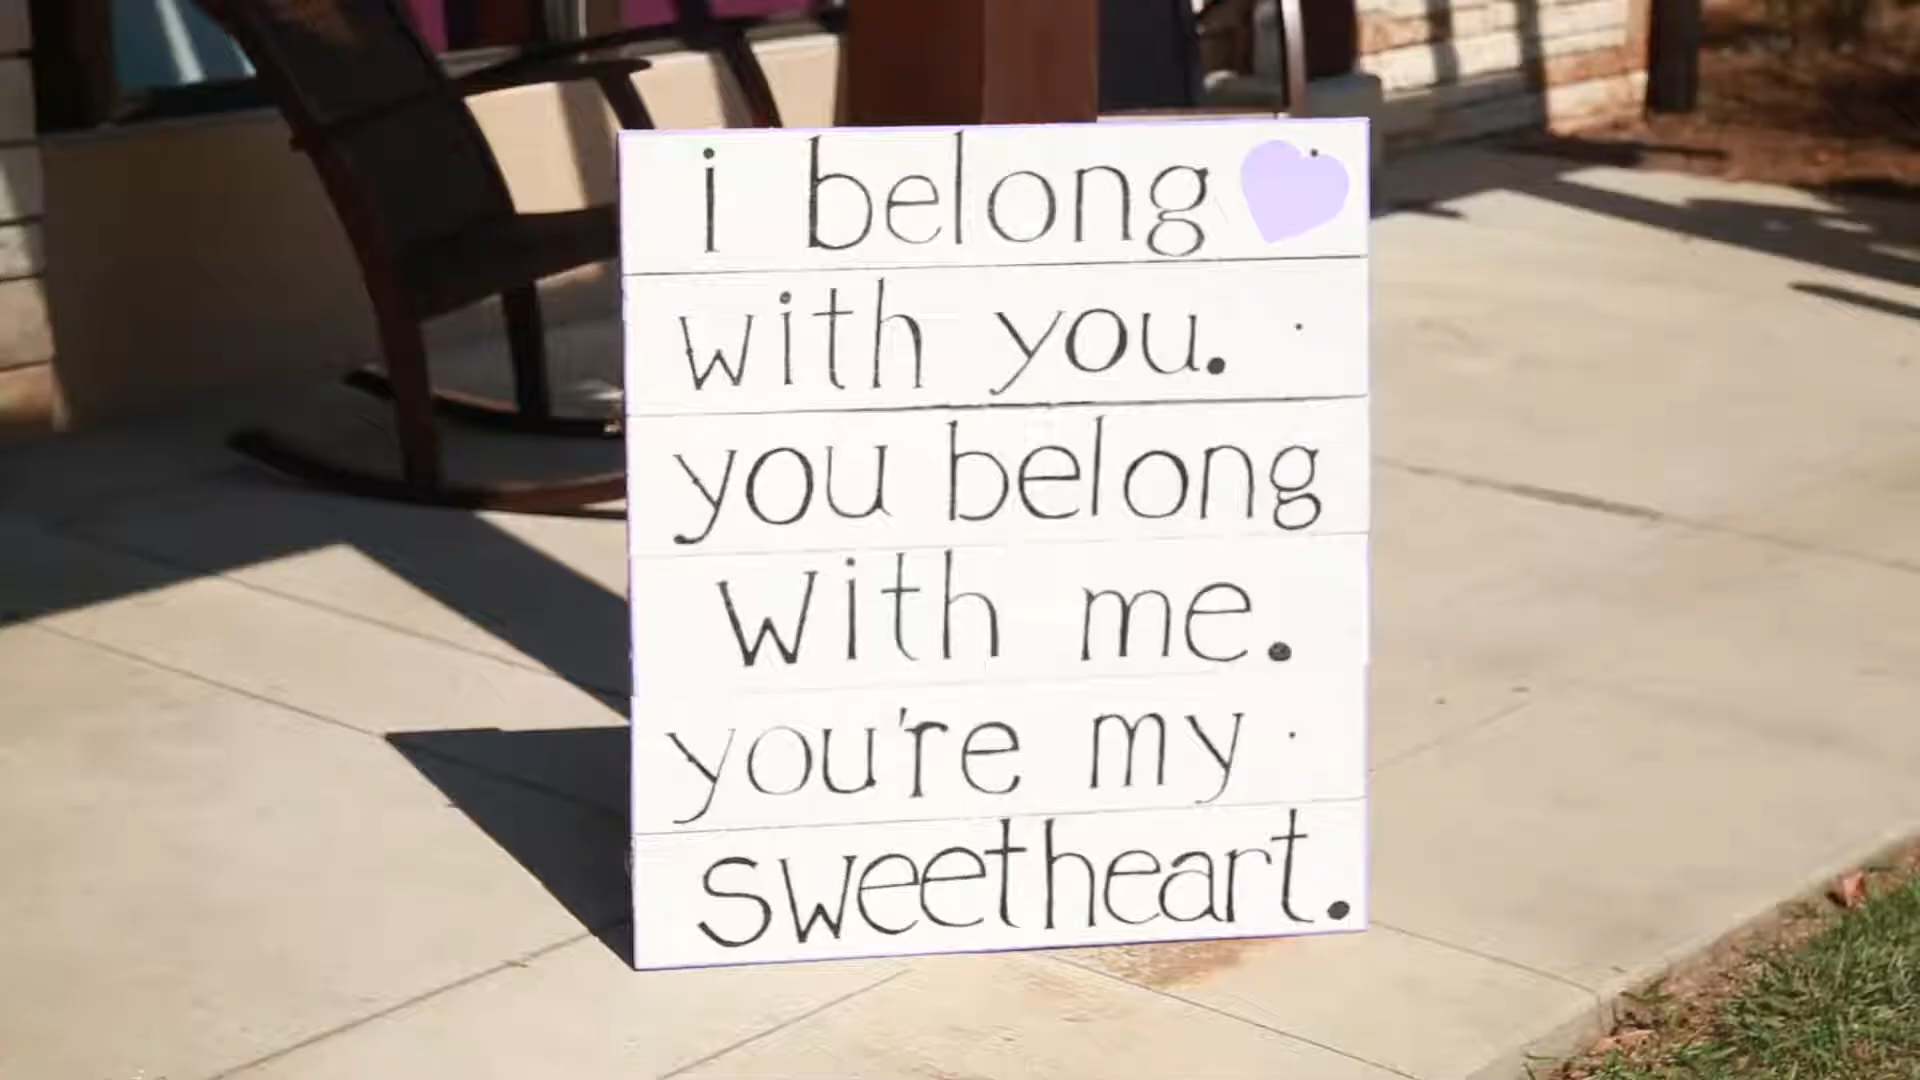 i belong
with you.
you belong
with me.
you're my
sweetheart.